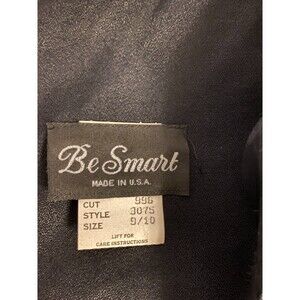 Be Smart
MADE IN U.S.A.
CUT 996
STYLE 3075
SIZE 9/10
LIFT FOR
CARE INSTRUCTIONS